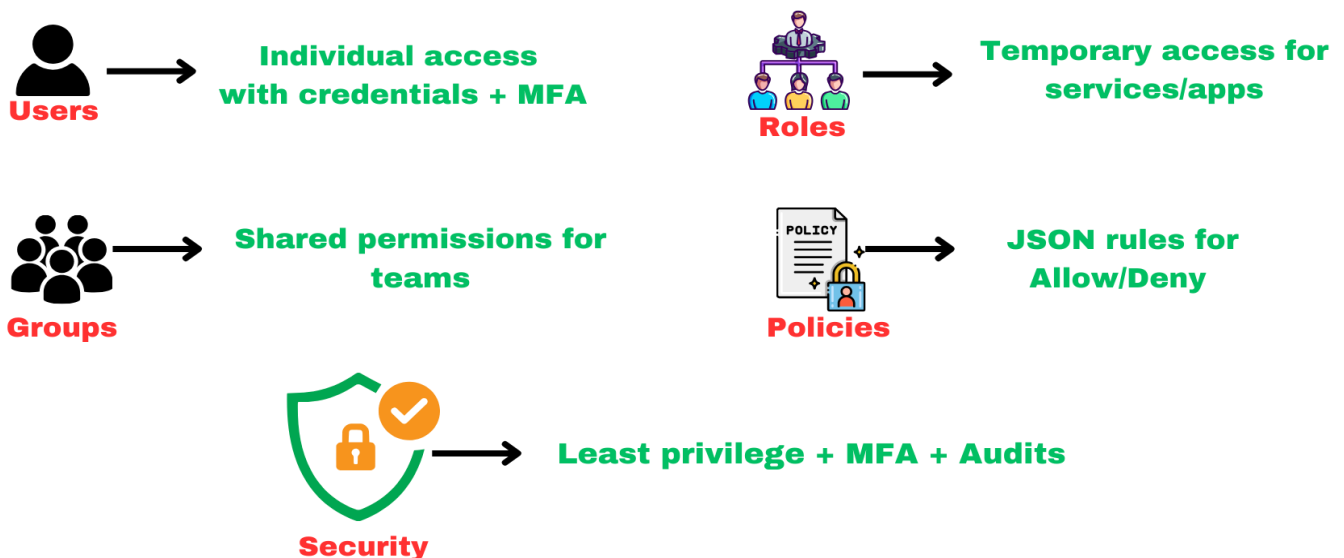 Individual access
with credentials + MFA
Users
Temporary access for
services/apps
Roles
Shared permissions for
teams
Groups
POLICY
JSON rules for
Allow/Deny
Policies
Least privilege + MFA + Audits
Security